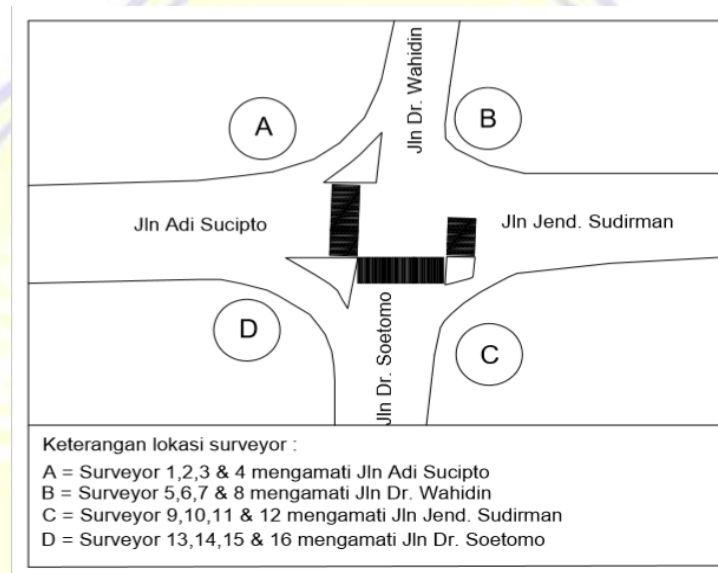 Jln Dr. Wahidin
A
B
Jln Adi Sucipto
Jln Jend. Sudirman
D
Jln Dr. Soetomo
C
Keterangan lokasi surveyor :
A = Surveyor 1,2,3 & 4 mengamati Jln Adi Sucipto
B = Surveyor 5,6,7 & 8 mengamati Jln Dr. Wahidin
C = Surveyor 9,10,11 & 12 mengamati Jln Jend. Sudirman
D = Surveyor 13,14,15 & 16 mengamati Jln Dr. Soetomo